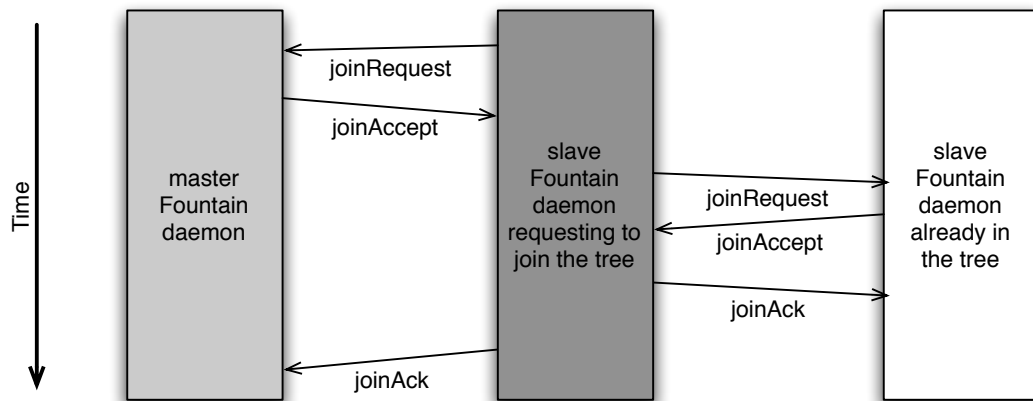 Time
master
Fountain
daemon
joinRequest
joinAccept
slave
Fountain
daemon
requesting to
join the tree
joinRequest
joinAccept
joinAck
joinAck
slave
Fountain
daemon
already in
the tree